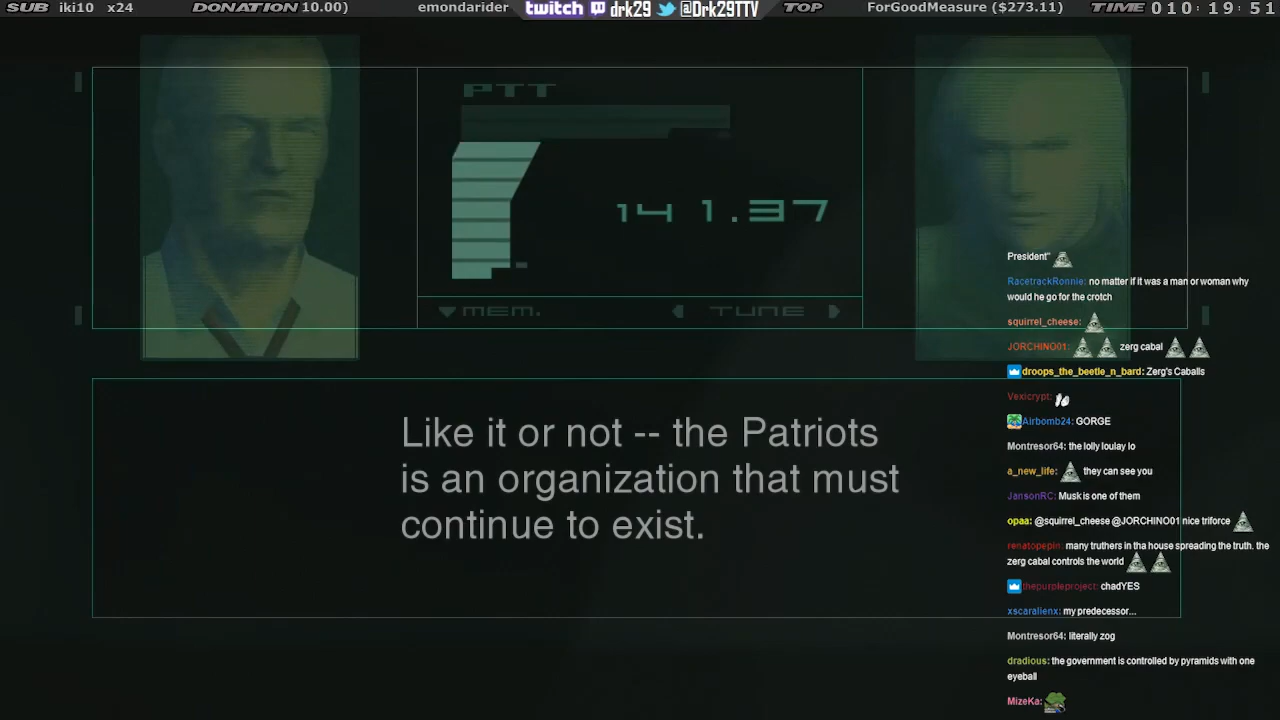 SUB iki10 x24 DONATION 10.00) emondarider twitch drk29 @Drk29TTV TOP ForGoodMeasure ($273.11) TIME 010:19:51
PTT
141.37
MEM. TUNE
Like it or not -- the Patriots
is an organization that must
continue to exist.
President"
RacetrackRonnie: no matter if it was a man or woman why
would he go for the crotch
squirrel_cheese:
JORCHINO01: zerg cabal
droops_the_beetle_n_bard: Zerg's Caballs
Vexicrypt:
Airbomb24: GORGE
Montresor64: the lolly loulay lo
a_new_life: they can see you
JansonRC: Musk is one of them
opaa: @squirrel_cheese @JORCHINO01 nice triforce
renatopepin: many truthers in tha house spreading the truth. the
zerg cabal controls the world
thepurpleproject: chadYES
xscaralienx: my predecessor...
Montresor64: literally zog
dradious: the government is controlled by pyramids with one
eyeball
MizeKa: